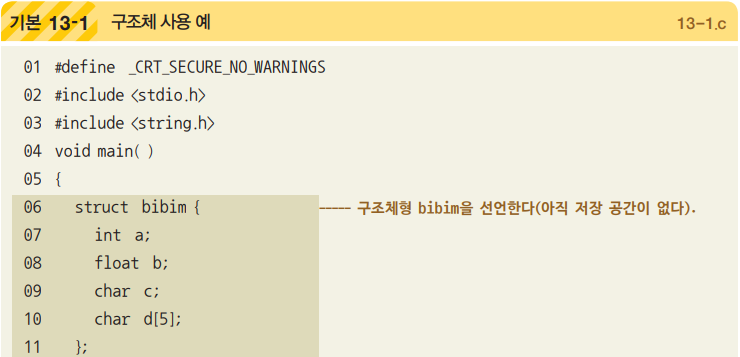 기본 13-1 구조체 사용 예 13-1.c
01 #define _CRT_SECURE_NO_WARNINGS
02 #include <stdio.h>
03 #include <string.h>
04 void main( )
05 {
06 struct bibim { ----- 구조체형 bibim을 선언한다(아직 저장 공간이 없다).
07 int a;
08 float b;
09 char c;
10 char d[5];
11 };